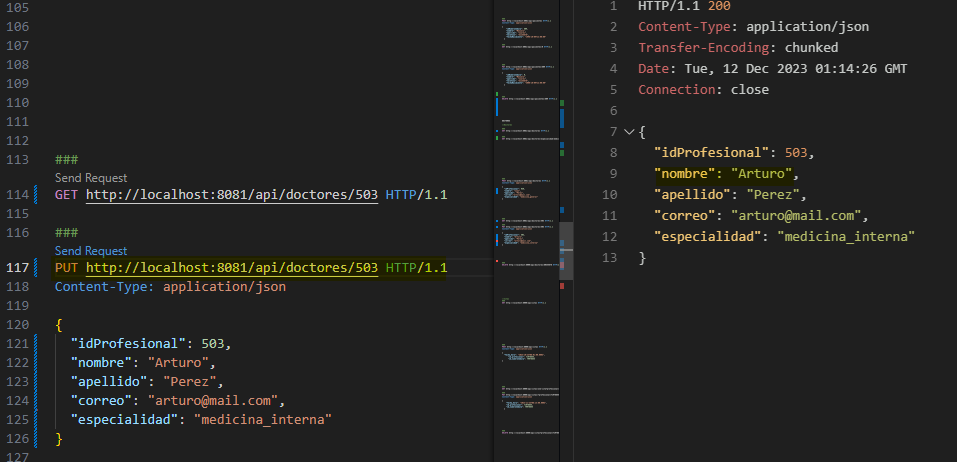 105
106
107
108
109
110
111
112
113 ###
Send Request
114 GET http://localhost:8081/api/doctores/503 HTTP/1.1
115
116 ###
Send Request
117 PUT http://localhost:8081/api/doctores/503 HTTP/1.1
118 Content-Type: application/json
119
120 {
121 "idProfesional": 503,
122 "nombre": "Arturo",
123 "apellido": "Perez",
124 "correo": "arturo@mail.com",
125 "especialidad": "medicina_interna"
126 }
127
1 HTTP/1.1 200
2 Content-Type: application/json
3 Transfer-Encoding: chunked
4 Date: Tue, 12 Dec 2023 01:14:26 GMT
5 Connection: close
6
7 {
8 "idProfesional": 503,
9 "nombre": "Arturo",
10 "apellido": "Perez",
11 "correo": "arturo@mail.com",
12 "especialidad": "medicina_interna"
13 }